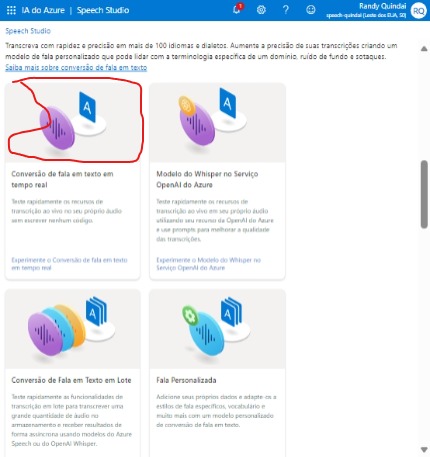 IA do Azure | Speech Studio
Randy Quindai
speech-quindai (Leste dos EUA, S0)
RQ
Speech Studio
Transcreva com rapidez e precisão em mais de 100 idiomas e dialetos. Aumente a precisão de suas transcrições criando um
modelo de fala personalizado que pode lidar com a terminologia específica de um domínio, ruído de fundo e sotaques.
Saiba mais sobre conversão de fala em texto
A
Conversão de fala em texto em
tempo real
Teste rapidamente os recursos de
transcrição ao vivo no seu próprio áudio
sem escrever nenhum código.
Experimente o Conversão de fala em texto
em tempo real
A
Modelo do Whisper no Serviço
OpenAI do Azure
Teste rapidamente os recursos de
transcrição ao vivo em seu próprio áudio
utilizando seu recurso da OpenAI do Azure
e use prompts para melhorar a qualidade
das transcrições.
Experimente o Modelo do Whisper no
Serviço OpenAI do Azure
A
Conversão de Fala em Texto em Lote
Teste rapidamente as funcionalidades de
transcrição em lote para transcrever uma
grande quantidade de áudio no
armazenamento e receber resultados de
forma assíncrona usando modelos do Azure
Speech ou do OpenAI Whisper.
A
Fala Personalizada
Adicione seus próprios dados e adapte-os a
estilos de fala específicos, vocabulário e
muito mais com um modelo personalizado
de conversão de fala em texto.